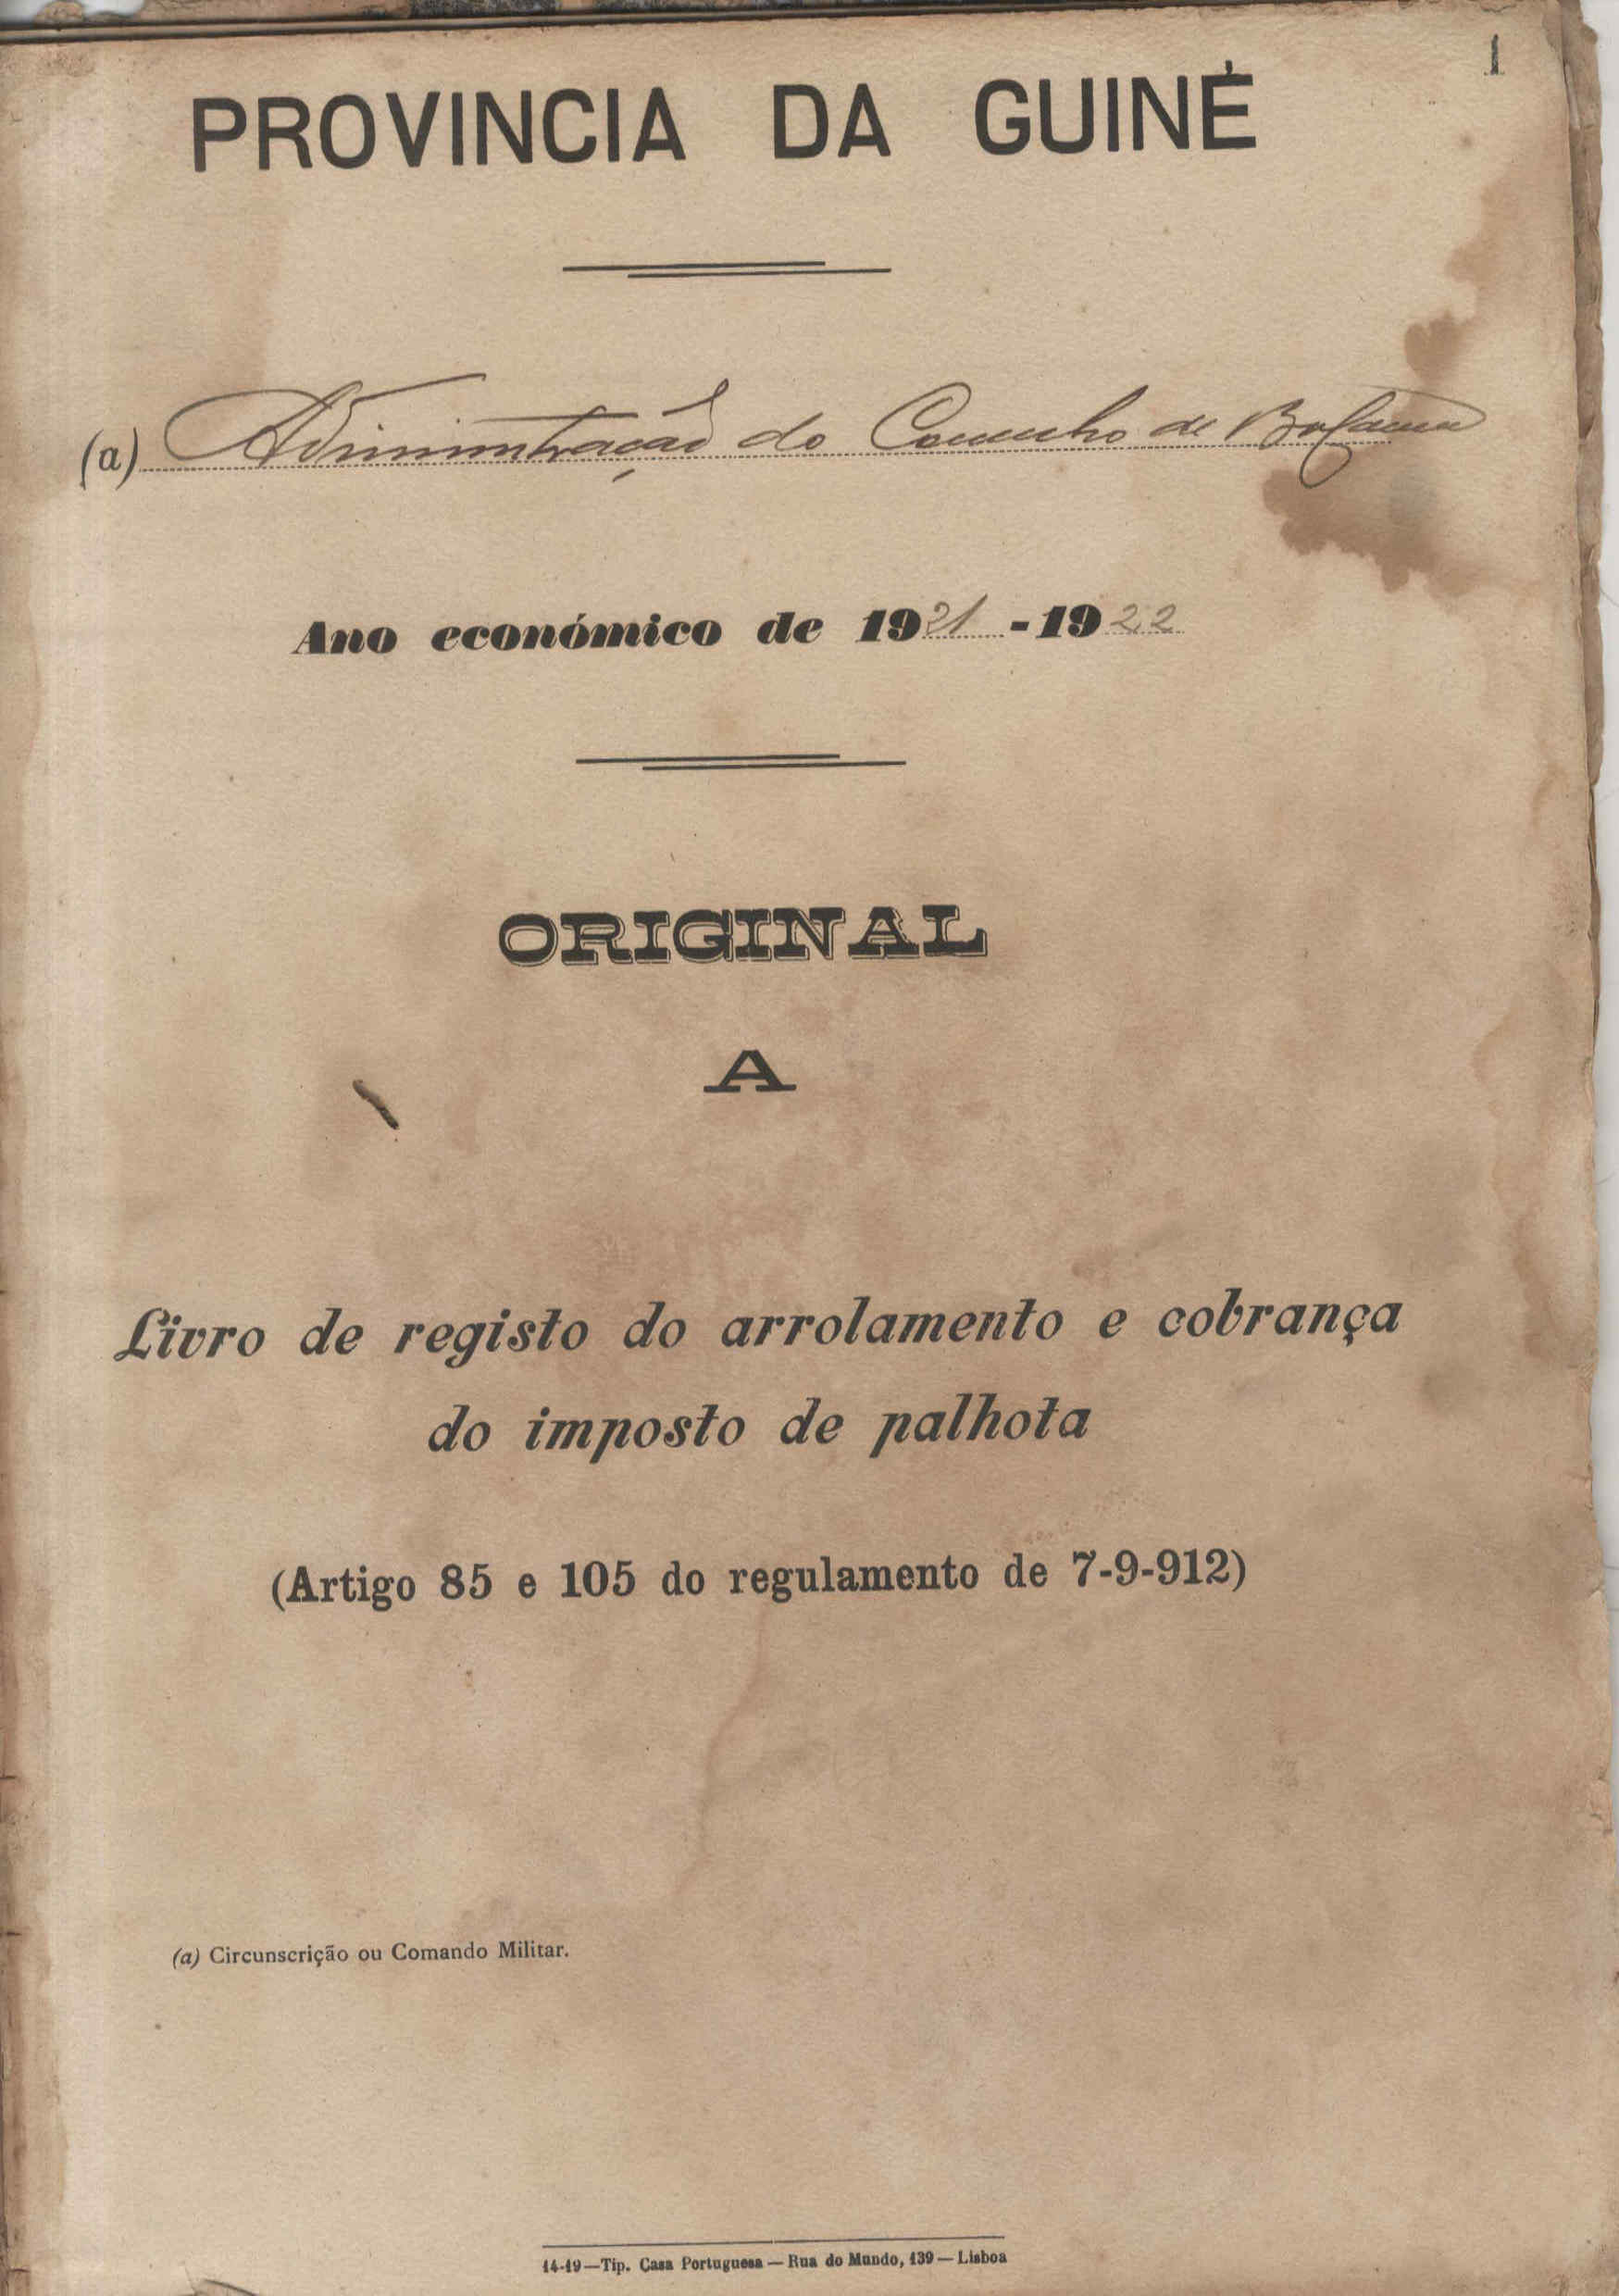 1
PROVINCIA DA GUINÉ
(a) Administração do Concelho de Bolama
Ano económico de 1921-1922
ORIGINAL
A
Livro de registo do arrolamento e cobrança
do imposto de palhota
(Artigo 85 e 105 do regulamento de 7-9-912)
(a) Circunscrição ou Comando Militar.
14-19—Tip. Casa Portuguesa—Rua do Mundo, 139—Lisboa